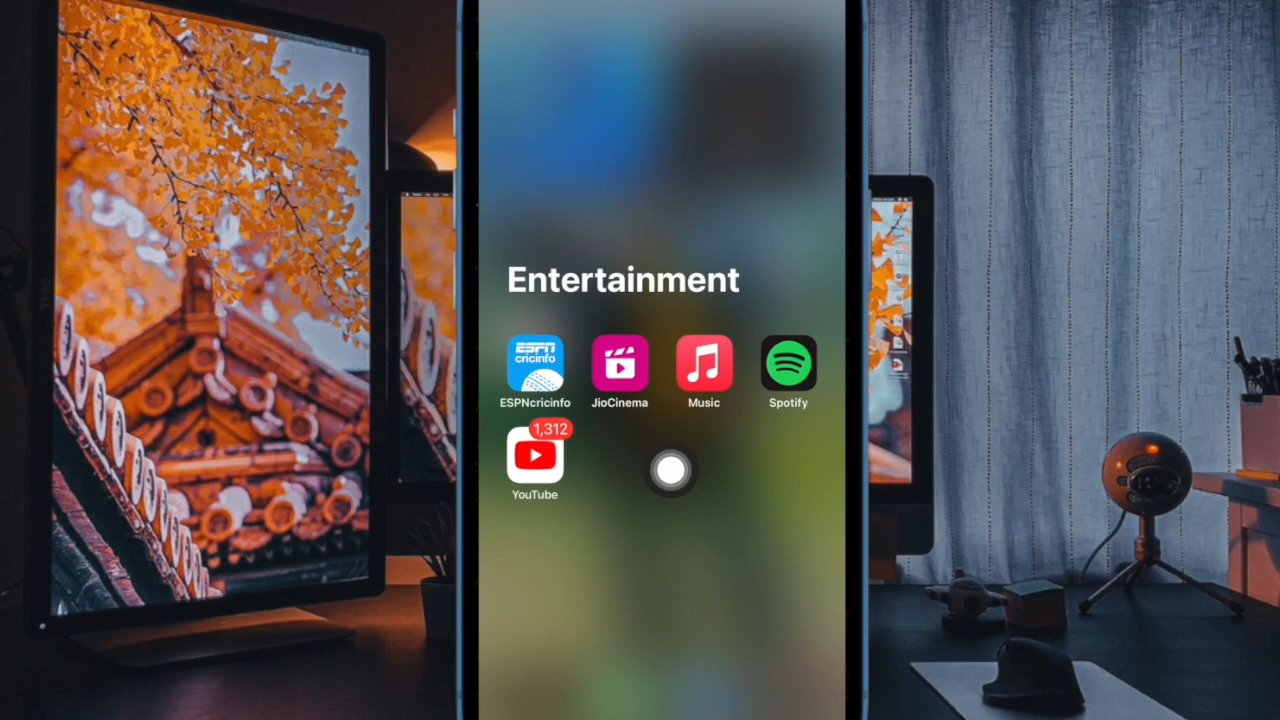 Entertainment
ESPN
cricinfo
ESPNcricinfo
JioCinema
Music
Spotify
1,312
YouTube